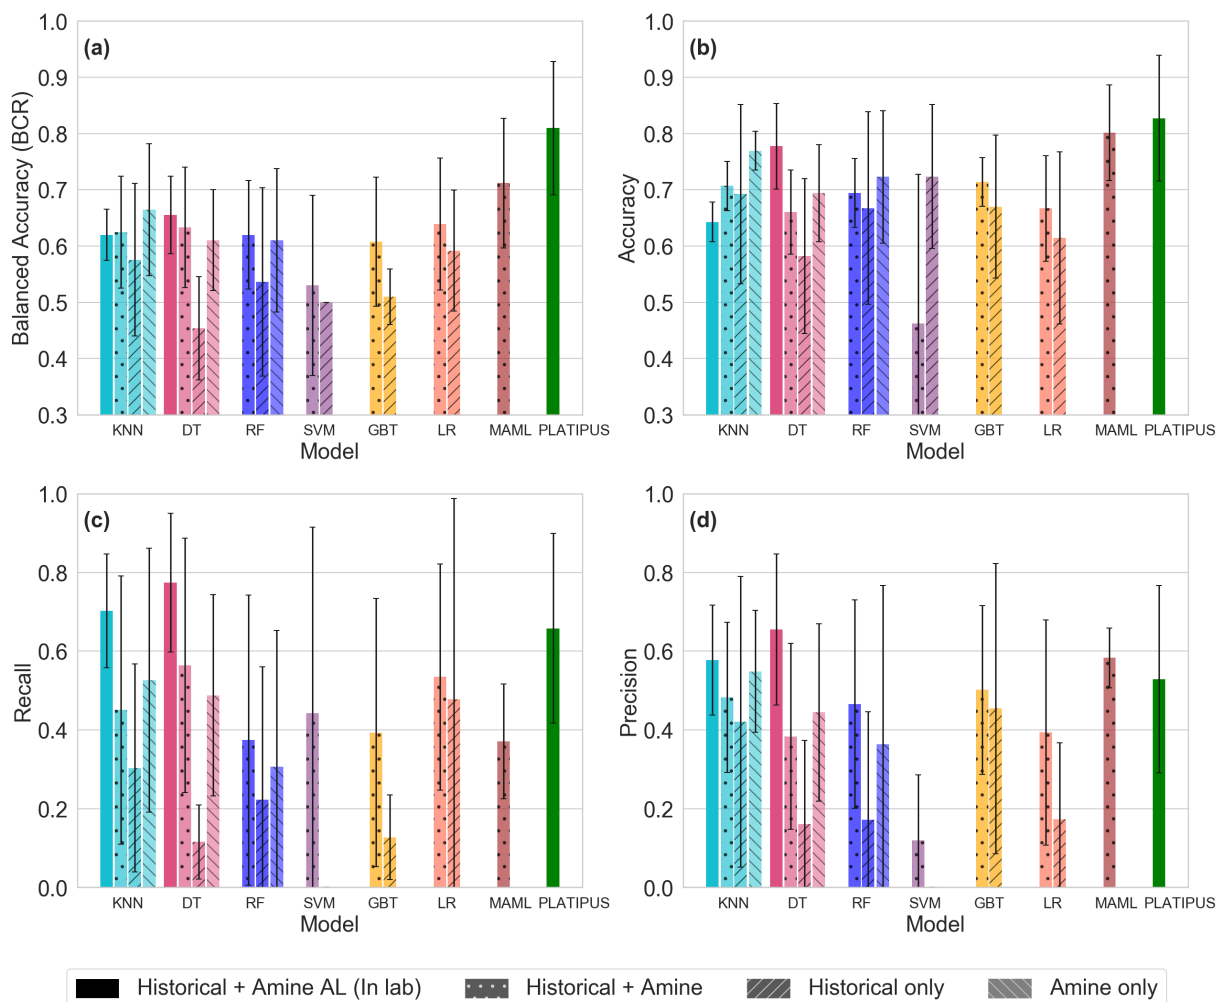 (a)
1.0
0.9
0.8
0.7
0.6
0.5
0.4
0.3
Balanced Accuracy (BCR)
KNN DT RF SVM GBT LR MAML PLATIPUS
Model
(b)
1.0
0.9
0.8
0.7
0.6
0.5
0.4
0.3
Accuracy
KNN DT RF SVM GBT LR MAML PLATIPUS
Model
(c)
1.0
0.8
0.6
0.4
0.2
0.0
Recall
KNN DT RF SVM GBT LR MAML PLATIPUS
Model
(d)
1.0
0.8
0.6
0.4
0.2
0.0
Precision
KNN DT RF SVM GBT LR MAML PLATIPUS
Model
Historical + Amine AL (In lab) Historical + Amine Historical only Amine only